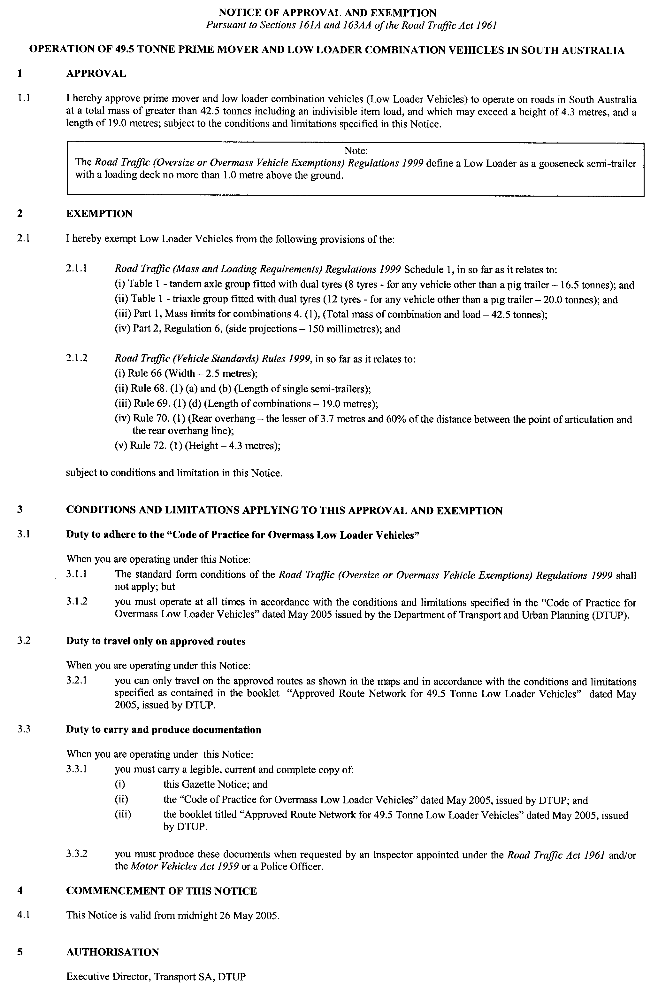 NOTICE OF APPROVAL AND EXEMPTION
Pursuant to Sections 161A and 163AA of the Road Traffic Act 1961
OPERATION OF 49.5 TONNE PRIME MOVER AND LOW LOADER COMBINATION VEHICLES IN SOUTH AUSTRALIA
1 APPROVAL
1.1 I hereby approve prime mover and low loader combination vehicles (Low Loader Vehicles) to operate on roads in South Australia
at a total mass of greater than 42.5 tonnes including an indivisible item load, and which may exceed a height of 4.3 metres, and a
length of 19.0 metres; subject to the conditions and limitations specified in this Notice.
Note:
The Road Traffic (Oversize or Overmass Vehicle Exemptions) Regulations 1999 define a Low Loader as a gooseneck semi-trailer
with a loading deck no more than 1.0 metre above the ground.
2 EXEMPTION
2.1 I hereby exempt Low Loader Vehicles from the following provisions of the:
2.1.1 Road Traffic (Mass and Loading Requirements) Regulations 1999 Schedule 1, in so far as it relates to:
(i) Table 1 - tandem axle group fitted with dual tyres (8 tyres - for any vehicle other than a pig trailer – 16.5 tonnes); and
(ii) Table 1 - triaxle group fitted with dual tyres (12 tyres - for any vehicle other than a pig trailer – 20.0 tonnes); and
(iii) Part 1, Mass limits for combinations 4. (1), (Total mass of combination and load – 42.5 tonnes);
(iv) Part 2, Regulation 6, (side projections – 150 millimetres); and
2.1.2 Road Traffic (Vehicle Standards) Rules 1999, in so far as it relates to:
(i) Rule 66 (Width – 2.5 metres);
(ii) Rule 68. (1) (a) and (b) (Length of single semi-trailers);
(iii) Rule 69. (1) (d) (Length of combinations – 19.0 metres);
(iv) Rule 70. (1) (Rear overhang – the lesser of 3.7 metres and 60% of the distance between the point of articulation and
the rear overhang line);
(v) Rule 72. (1) (Height – 4.3 metres);
subject to conditions and limitation in this Notice.
3 CONDITIONS AND LIMITATIONS APPLYING TO THIS APPROVAL AND EXEMPTION
3.1 Duty to adhere to the “Code of Practice for Overmass Low Loader Vehicles”
When you are operating under this Notice:
3.1.1 The standard form conditions of the Road Traffic (Oversize or Overmass Vehicle Exemptions) Regulations 1999 shall
not apply; but
3.1.2 you must operate at all times in accordance with the conditions and limitations specified in the “Code of Practice for
Overmass Low Loader Vehicles” dated May 2005 issued by the Department of Transport and Urban Planning (DTUP).
3.2 Duty to travel only on approved routes
When you are operating under this Notice:
3.2.1 you can only travel on the approved routes as shown in the maps and in accordance with the conditions and limitations
specified as contained in the booklet “Approved Route Network for 49.5 Tonne Low Loader Vehicles” dated May
2005, issued by DTUP.
3.3 Duty to carry and produce documentation
When you are operating under this Notice:
3.3.1 you must carry a legible, current and complete copy of:
(i) this Gazette Notice; and
(ii) the “Code of Practice for Overmass Low Loader Vehicles” dated May 2005, issued by DTUP; and
(iii) the booklet titled “Approved Route Network for 49.5 Tonne Low Loader Vehicles” dated May 2005, issued
by DTUP.
3.3.2 you must produce these documents when requested by an Inspector appointed under the Road Traffic Act 1961 and/or
the Motor Vehicles Act 1959 or a Police Officer.
4 COMMENCEMENT OF THIS NOTICE
4.1 This Notice is valid from midnight 26 May 2005.
5 AUTHORISATION
Executive Director, Transport SA, DTUP